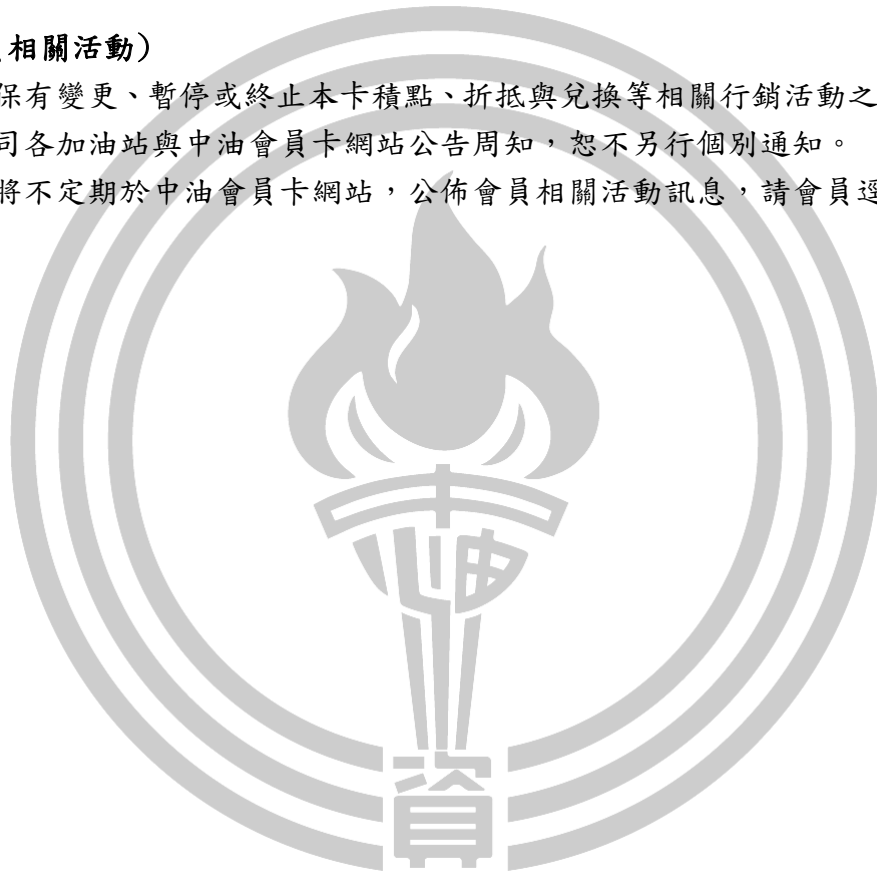 相關活動)
保有變更、暫停或終止本卡積點、折抵與兌換等相關行銷活動之
司各加油站與中油會員卡網站公告周知，恕不另行個別通知。
將不定期於中油會員卡網站，公佈會員相關活動訊息，請會員逕
中油
資